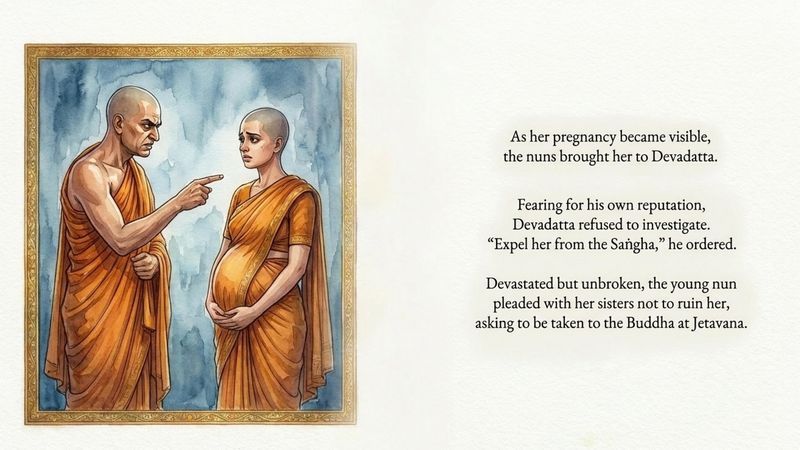 As her pregnancy became visible,
the nuns brought her to Devadatta.
Fearing for his own reputation,
Devadatta refused to investigate.
“Expel her from the Saṅgha,” he ordered.
Devastated but unbroken, the young nun
pleaded with her sisters not to ruin her,
asking to be taken to the Buddha at Jetavana.